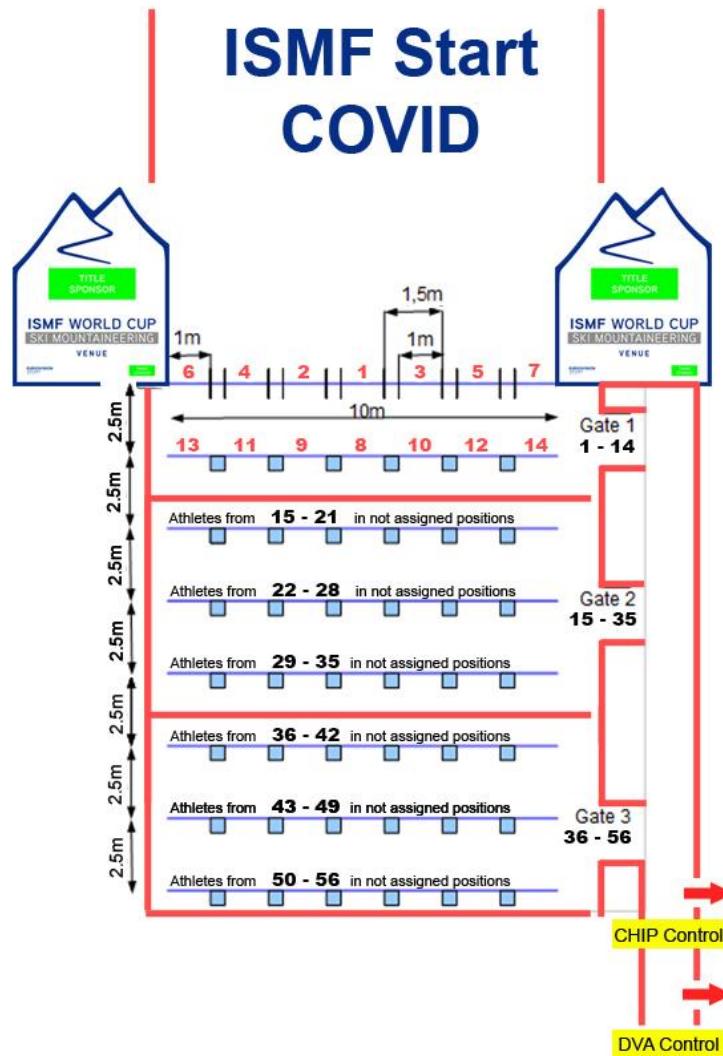 ISMF Start
COVID
TITLE
SPONSOR
ISMF WORLD CUP
SKI MOUNTAINEERING
VENUE
TITLE
SPONSOR
ISMF WORLD CUP
SKI MOUNTAINEERING
VENUE
1,5m
1m
1m
6 4 2 1 3 5 7
10m
2.5m
Gate 1
1 - 14
13 11 9 8 10 12 14
2.5m
Athletes from 15 - 21 in not assigned positions
2.5m
Athletes from 22 - 28 in not assigned positions
Gate 2
15 - 35
2.5m
Athletes from 29 - 35 in not assigned positions
2.5m
Athletes from 36 - 42 in not assigned positions
2.5m
Athletes from 43 - 49 in not assigned positions
Gate 3
36 - 56
2.5m
Athletes from 50 - 56 in not assigned positions
CHIP Control
DVA Control